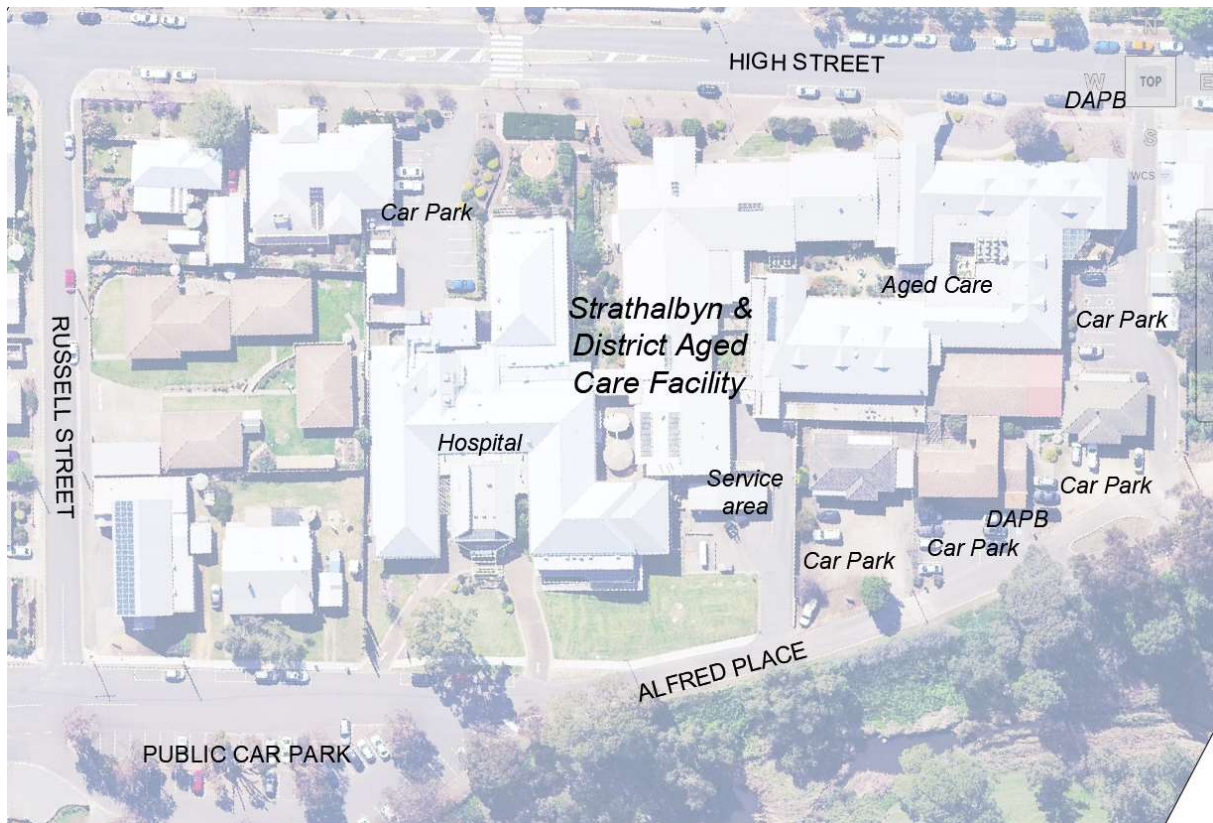 HIGH STREET
N
W
TOP
E
DAPB
S
WCS
Car Park
Aged Care
Strathalbyn &
District Aged
Care Facility
Car Park
RUSSELL STREET
Hospital
Service
area
Car Park
DAPB
Car Park
Car Park
ALFRED PLACE
PUBLIC CAR PARK